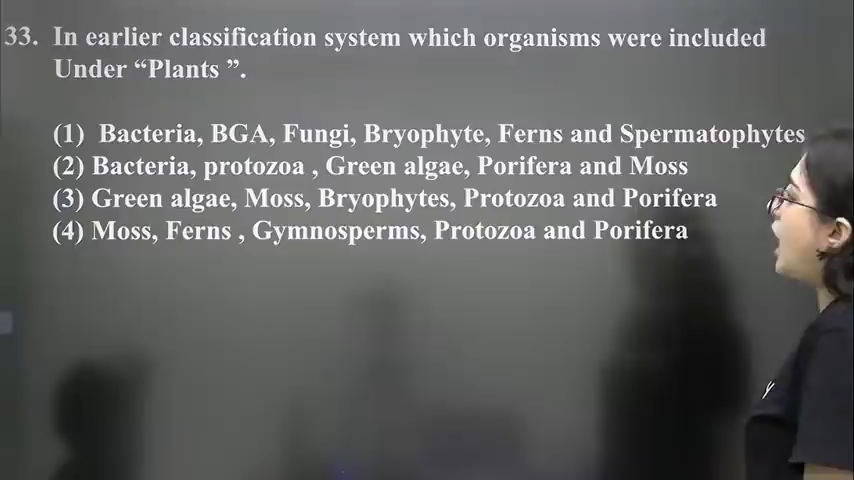 33. In earlier classification system which organisms were included
Under “Plants ”.
(1) Bacteria, BGA, Fungi, Bryophyte, Ferns and Spermatophytes
(2) Bacteria, protozoa , Green algae, Porifera and Moss
(3) Green algae, Moss, Bryophytes, Protozoa and Porifera
(4) Moss, Ferns , Gymnosperms, Protozoa and Porifera